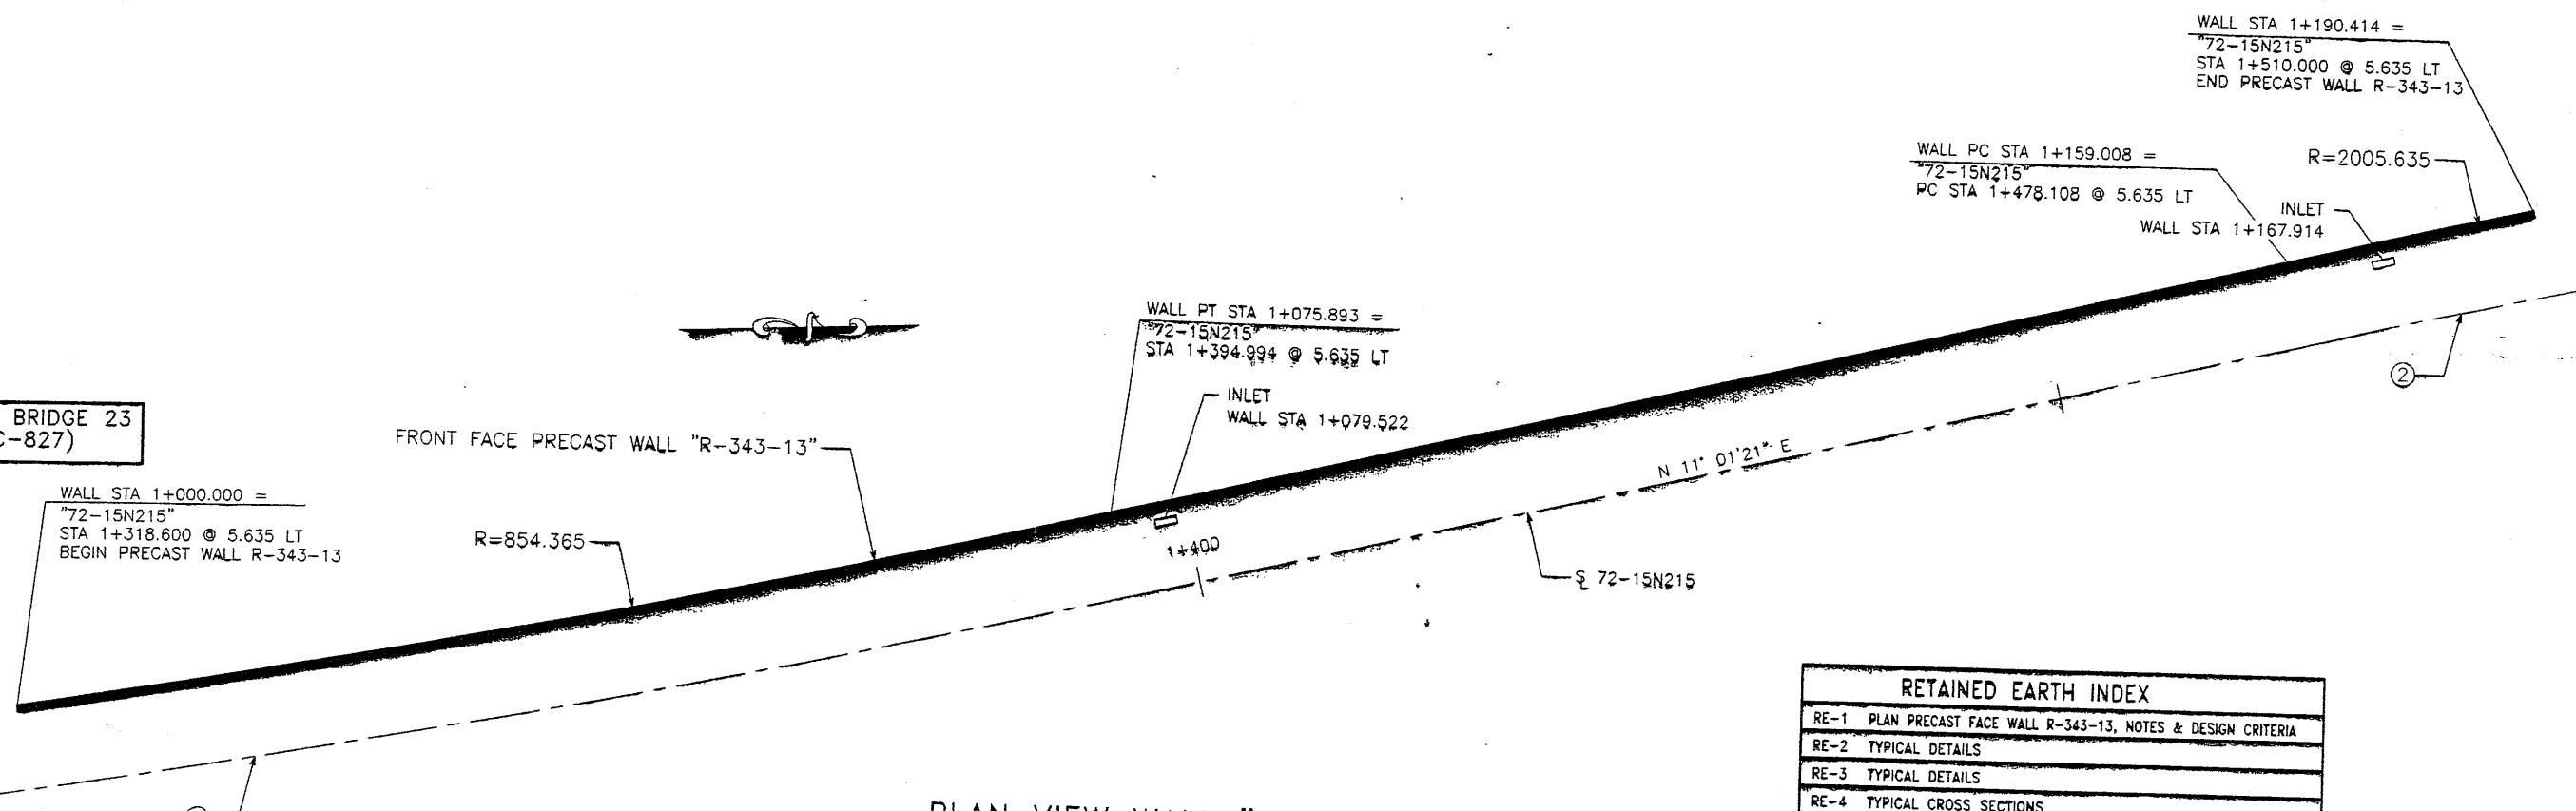 WALL STA 1+190.414 =
"72-15N215"
STA 1+510.000 @ 5.635 LT
END PRECAST WALL R-343-13
WALL PC STA 1+159.008 =
"72-15N215"
PC STA 1+478.108 @ 5.635 LT
R=2005.635
INLET
WALL STA 1+167.914
WALL PT STA 1+075.893 =
"72-15N215"
STA 1+394.994 @ 5.635 LT
INLET
WALL STA 1+079.522
2
BRIDGE 23
C-827)
FRONT FACE PRECAST WALL "R-343-13"
N 11° 01'21" E
WALL STA 1+000.000 =
"72-15N215"
STA 1+318.600 @ 5.635 LT
BEGIN PRECAST WALL R-343-13
R=854.365
1+400
72-15N215
RETAINED EARTH INDEX
RE-1 PLAN PRECAST FACE WALL R-343-13, NOTES & DESIGN CRITERIA
RE-2 TYPICAL DETAILS
RE-3 TYPICAL DETAILS
RE-4 TYPICAL CROSS SECTIONS
PLAN VIEW